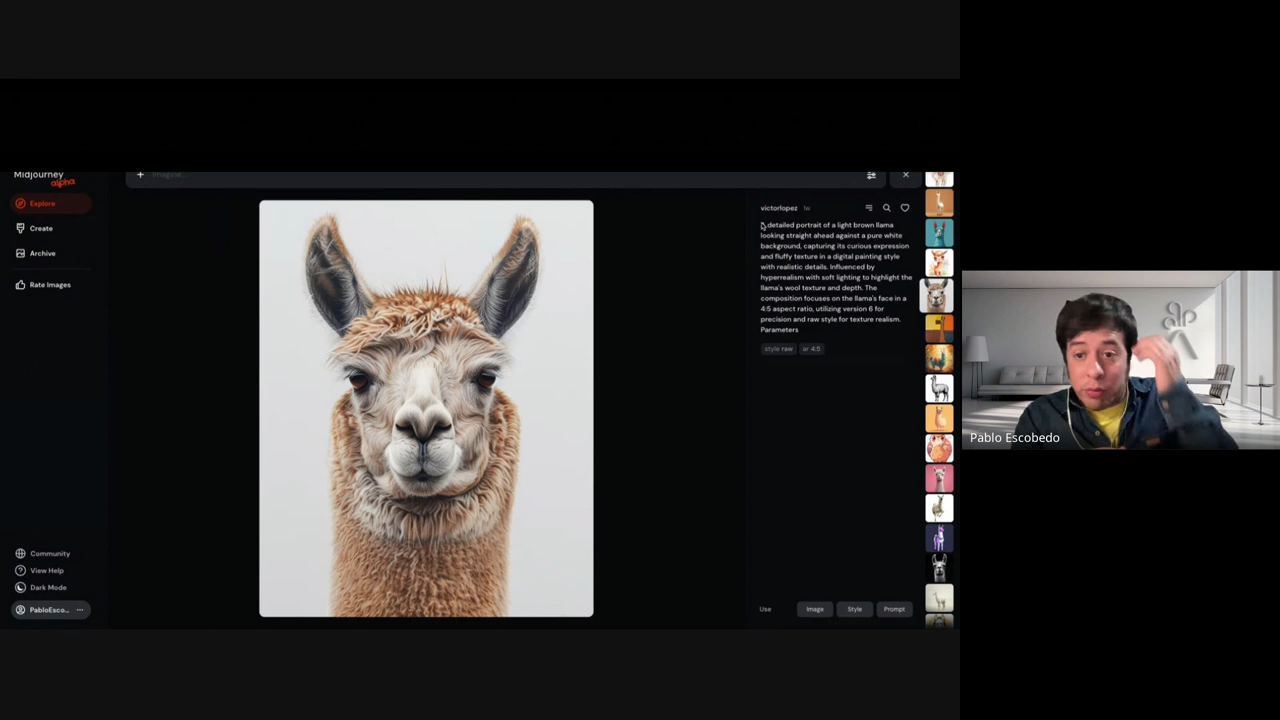 Midjourney
alpha
Imagine...
Explore
Create
Archive
Rate Images
victorlopez 1w
detailed portrait of a light brown llama
looking straight ahead against a pure white
background, capturing its curious expression
and fluffy texture in a digital painting style
with realistic details. Influenced by
hyperrealism with soft lighting to highlight the
llama's wool texture and depth. The
composition focuses on the llama's face in a
4:5 aspect ratio, utilizing version 6 for
precision and raw style for texture realism.
Parameters
style raw ar 4:5
Pablo Escobedo
Community
View Help
Dark Mode
PabloEsco... ...
Use Image Style Prompt